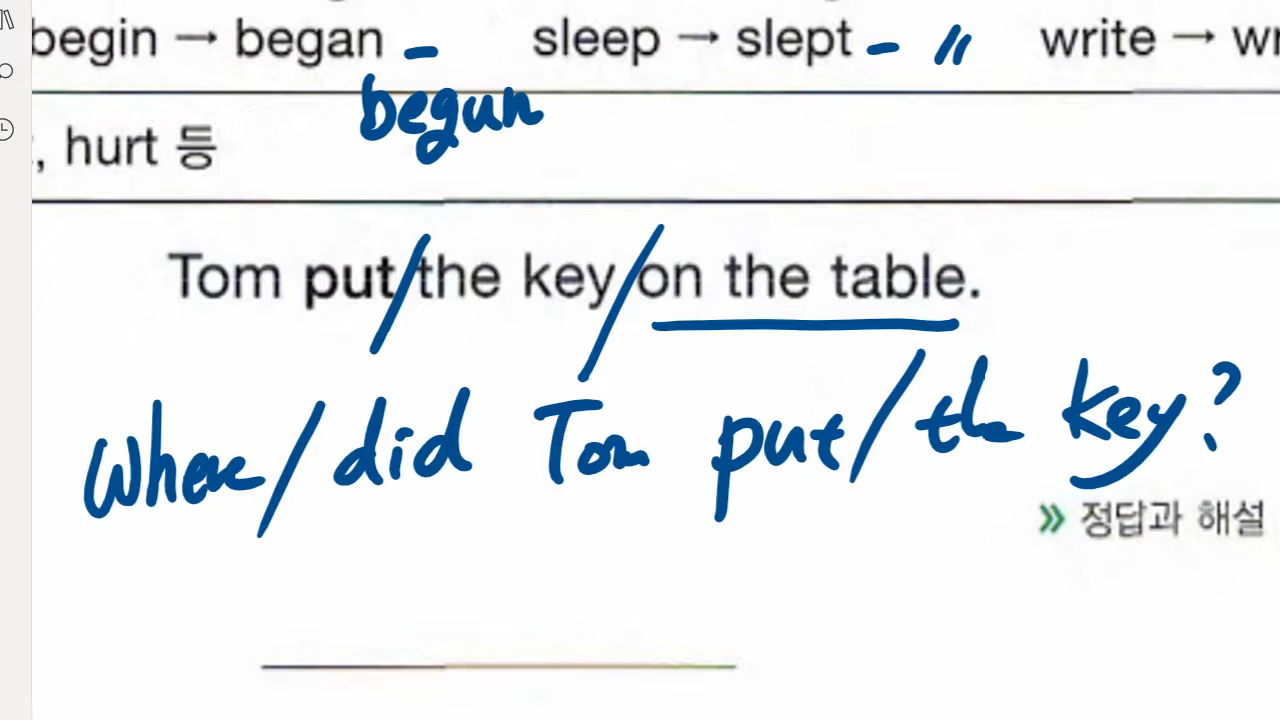 begin → began – sleep → slept – 〃 write → wr
begun
, hurt 등
Tom put/the key/on the table.
Where/did Tom put/the key?
» 정답과 해설